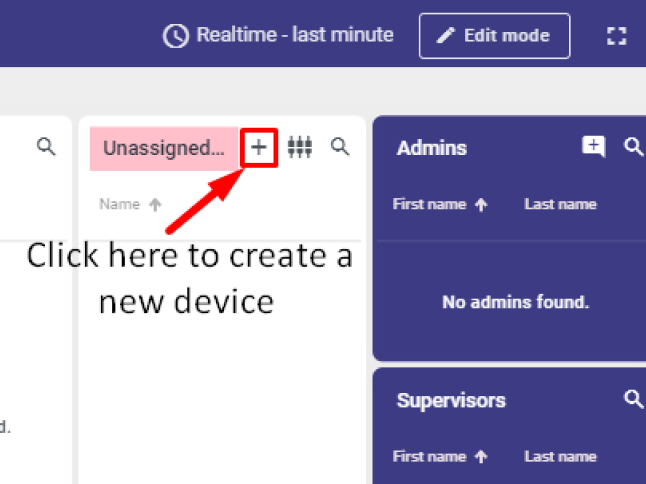 Realtime - last minute
Edit mode
Unassigned...
Admins
Name
First name Last name
Click here to create a
new device
No admins found.
Supervisors
d.
First name Last name